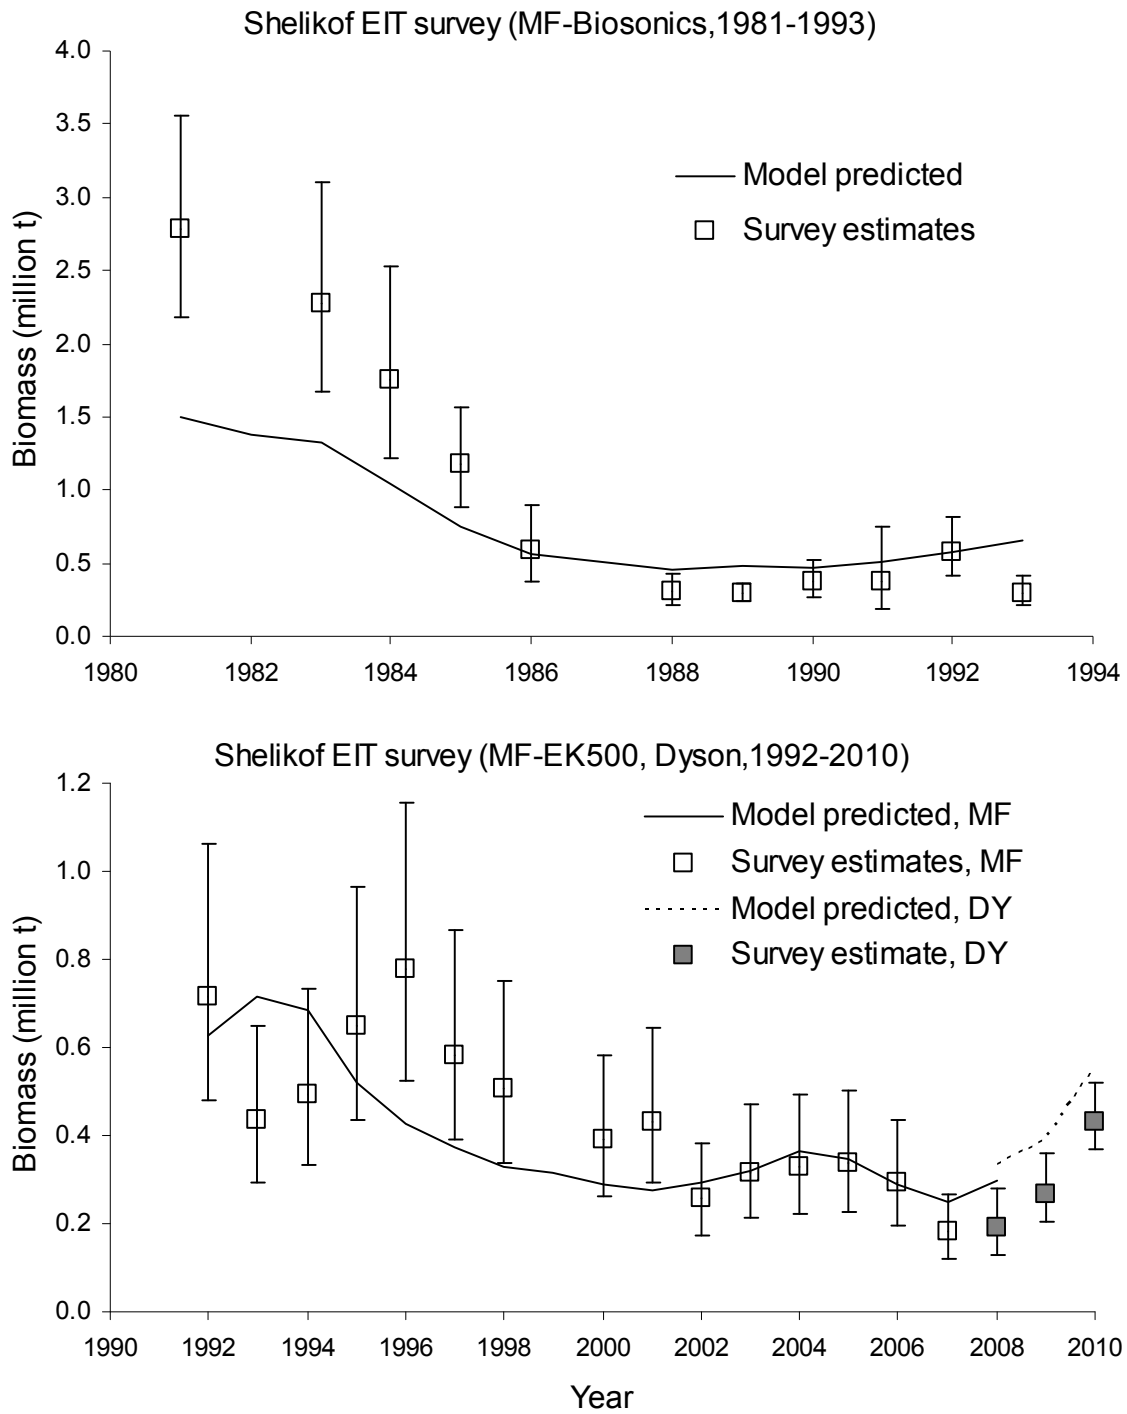 Shelikof EIT survey (MF-Biosonics,1981-1993)
4.0
3.5
3.0
2.5
2.0
1.5
1.0
0.5
0.0
Biomass (million t)
Model predicted
Survey estimates
1980 1982 1984 1986 1988 1990 1992 1994
Shelikof EIT survey (MF-EK500, Dyson,1992-2010)
1.2
1.0
0.8
0.6
0.4
0.2
0.0
Biomass (million t)
Model predicted, MF
Survey estimates, MF
Model predicted, DY
Survey estimate, DY
1990 1992 1994 1996 1998 2000 2002 2004 2006 2008 2010
Year